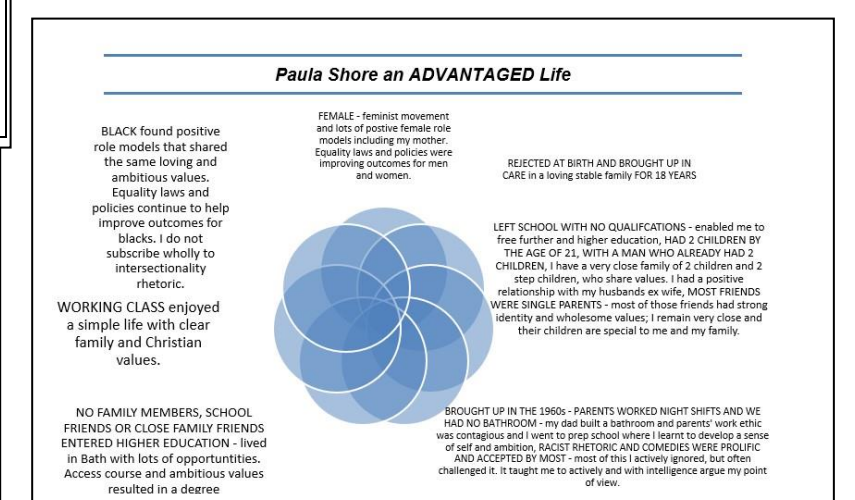 Paula Shore an ADVANTAGED Life
FEMALE - feminist movement
and lots of postive female role
models including my mother.
Equality laws and policies were
improving outcomes for men
and women.
BLACK found positive
role models that shared
the same loving and
ambitious values.
Equality laws and
policies continue to help
improve outcomes for
blacks. I do not
subscribe wholly to
intersectionality
rhetoric.
REJECTED AT BIRTH AND BROUGHT UP IN
CARE in a loving stable family FOR 18 YEARS
LEFT SCHOOL WITH NO QUALIFCATIONS - enabled me to
free further and higher education, HAD 2 CHILDREN BY
THE AGE OF 21, WITH A MAN WHO ALREADY HAD 2
CHILDREN, I have a very close family of 2 children and 2
step children, who share values. I had a positive
relationship with my husbands ex wife, MOST FRIENDS
WERE SINGLE PARENTS - most of those friends had strong
identity and wholesome values; I remain very close and
their children are special to me and my family.
WORKING CLASS enjoyed
a simple life with clear
family and Christian
values.
NO FAMILY MEMBERS, SCHOOL
FRIENDS OR CLOSE FAMILY FRIENDS
ENTERED HIGHER EDUCATION - lived
in Bath with lots of opportuntities.
Access course and ambitious values
resulted in a degree
BROUGHT UP IN THE 1960s - PARENTS WORKED NIGHT SHIFTS AND WE
HAD NO BATHROOM - my dad built a bathroom and parents' work ethic
was contagious and I went to prep school where I learnt to develop a sense
of self and ambition, RACIST RHETORIC AND COMEDIES WERE PROLIFIC
AND ACCEPTED BY MOST - most of this I actively ignored, but often
challenged it. It taught me to actively and with intelligence argue my point
of view.